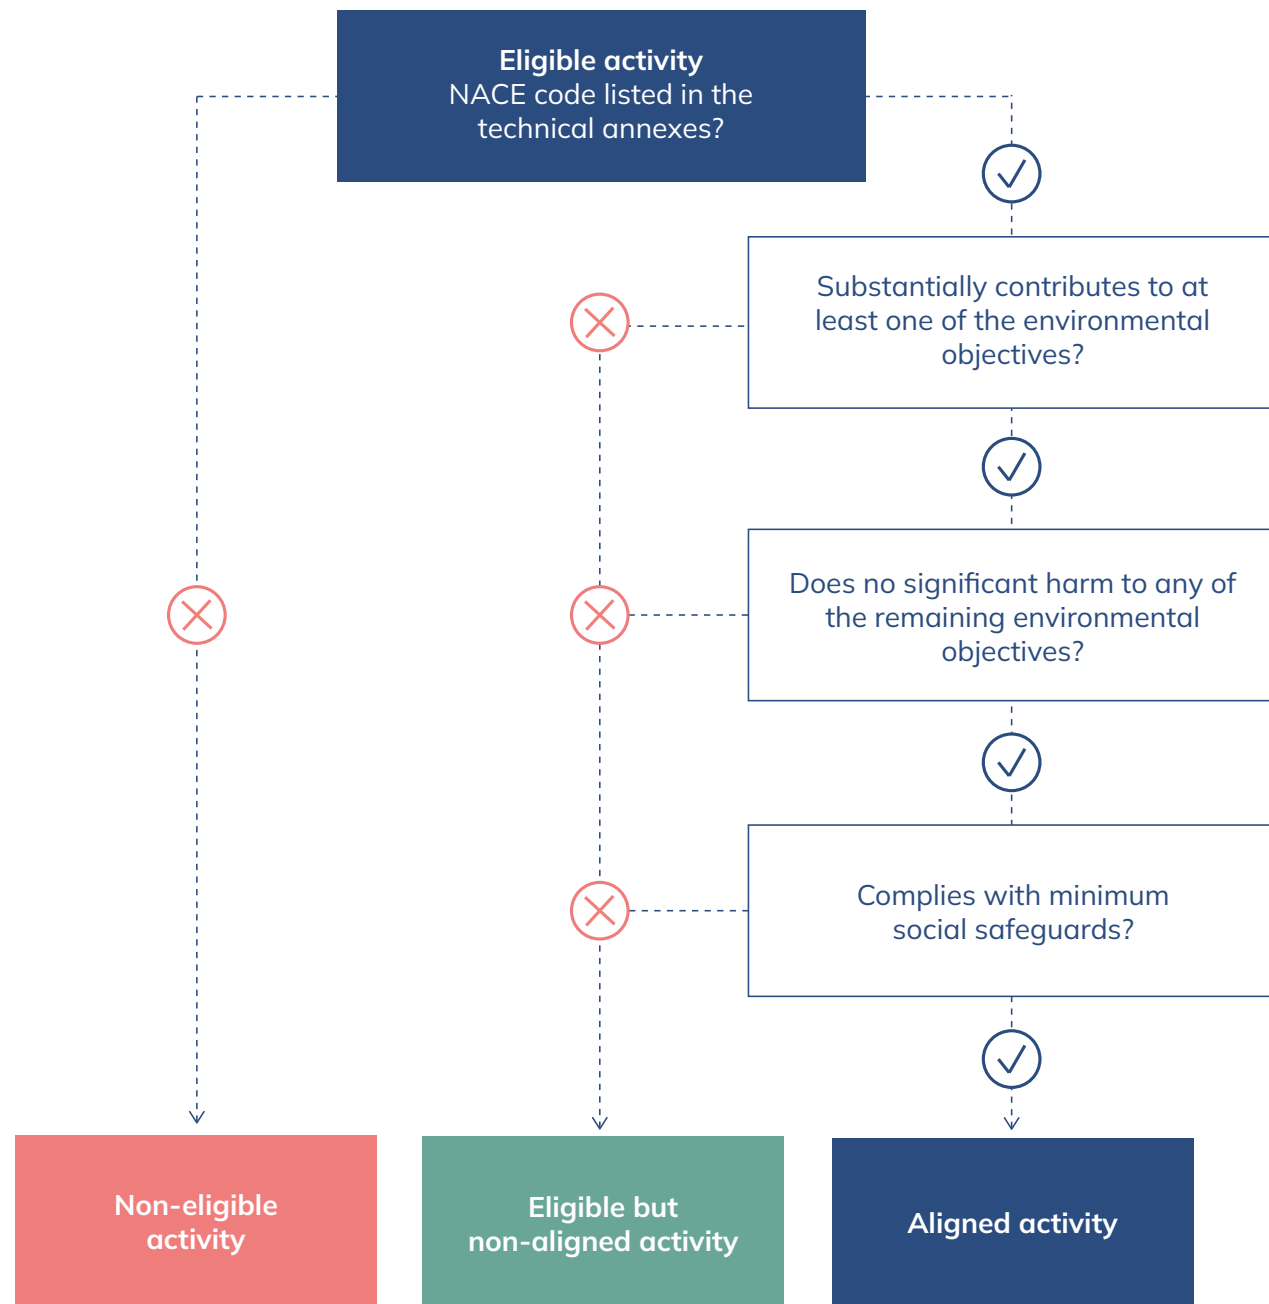 Eligible activity
NACE code listed in the
technical annexes?
Substantially contributes to at
least one of the environmental
objectives?
Does no significant harm to any of
the remaining environmental
objectives?
Complies with minimum
social safeguards?
Non-eligible
activity
Eligible but
non-aligned activity
Aligned activity